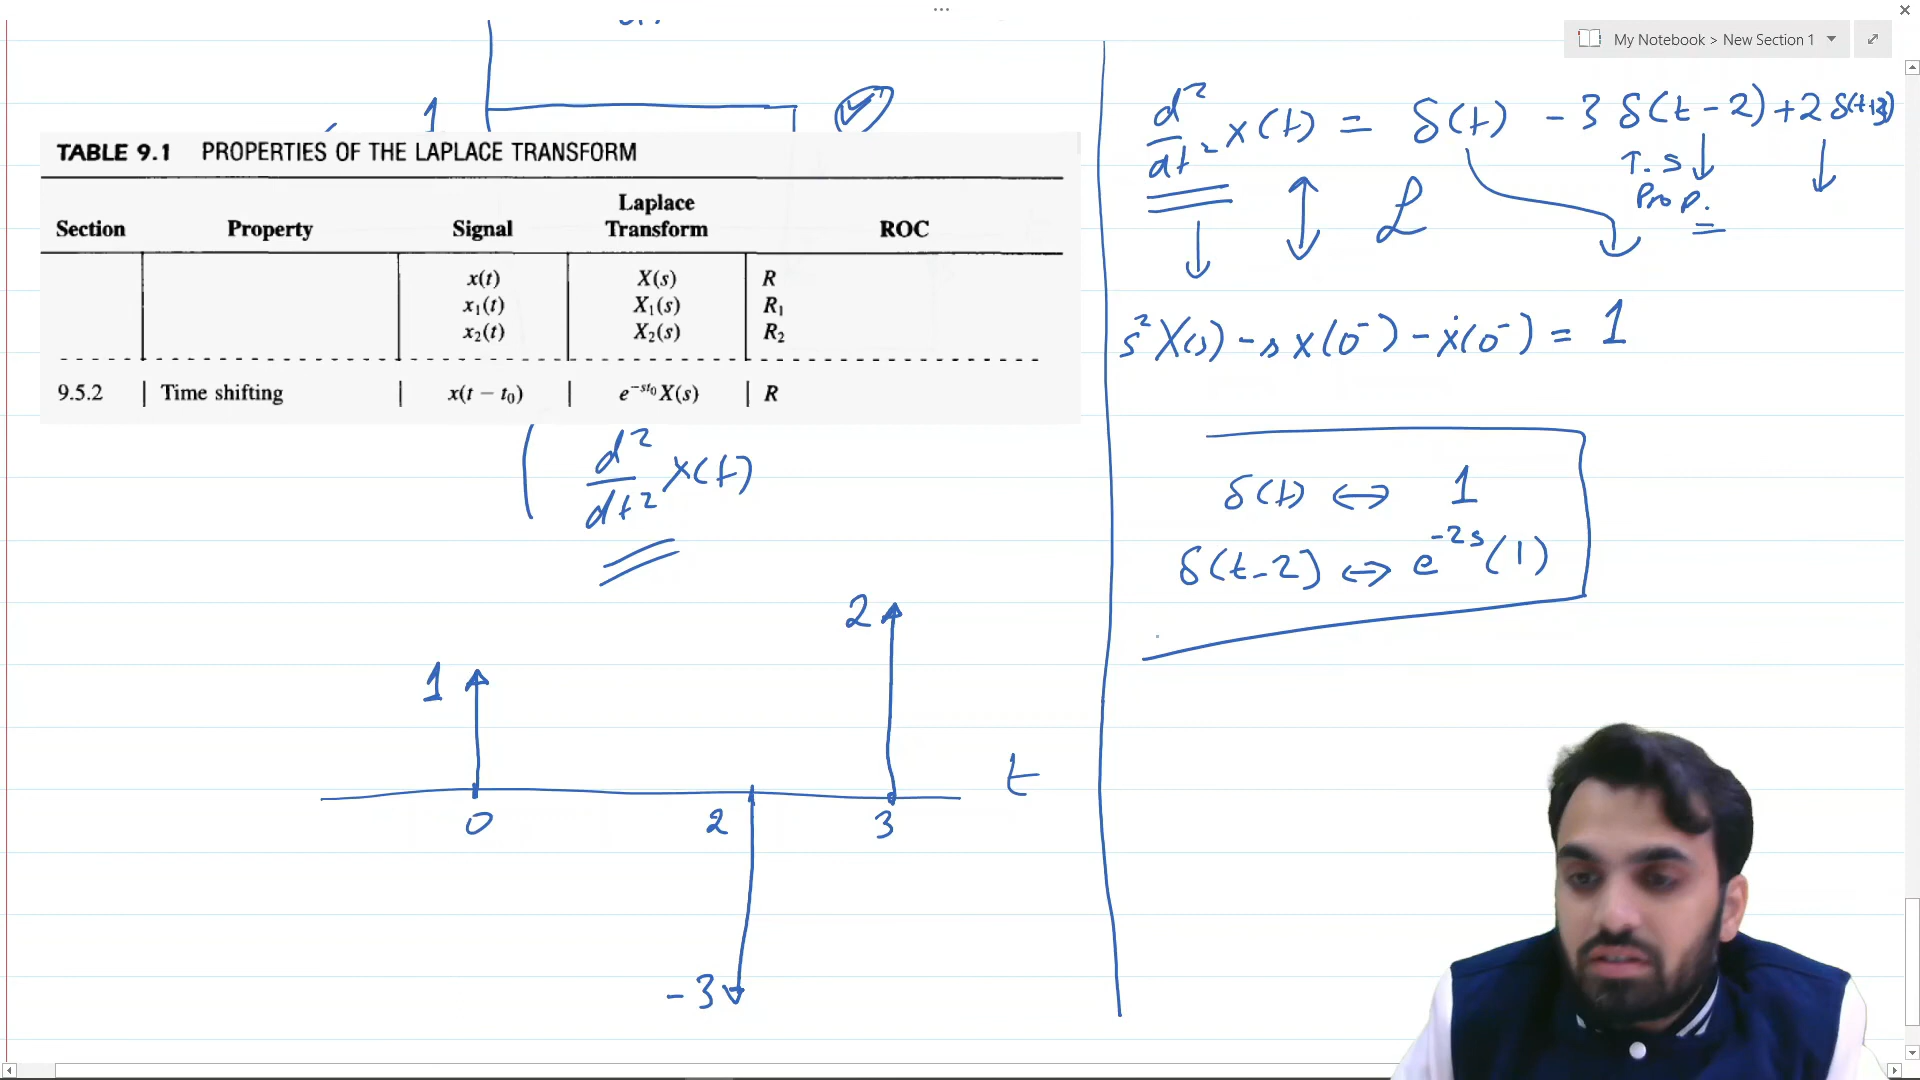 My Notebook > New Section 1
1
TABLE 9.1 PROPERTIES OF THE LAPLACE TRANSFORM
Section Property Signal Laplace Transform ROC
x(t) X(s) R
x₁(t) X₁(s) R₁
x₂(t) X₂(s) R₂
9.5.2 Time shifting x(t − t₀) e^{−st₀}X(s) R
d²/dt² x(t)
1
2
0 2 3 t
-3
d²/dt² x(t) = δ(t) - 3 δ(t-2) + 2 δ(t-3)
T.S
Prop.
ℒ
s²X(s) - s x(0⁻) - ẋ(0⁻) = 1
δ(t) ↔ 1
δ(t-2) ↔ e^{-2s}(1)